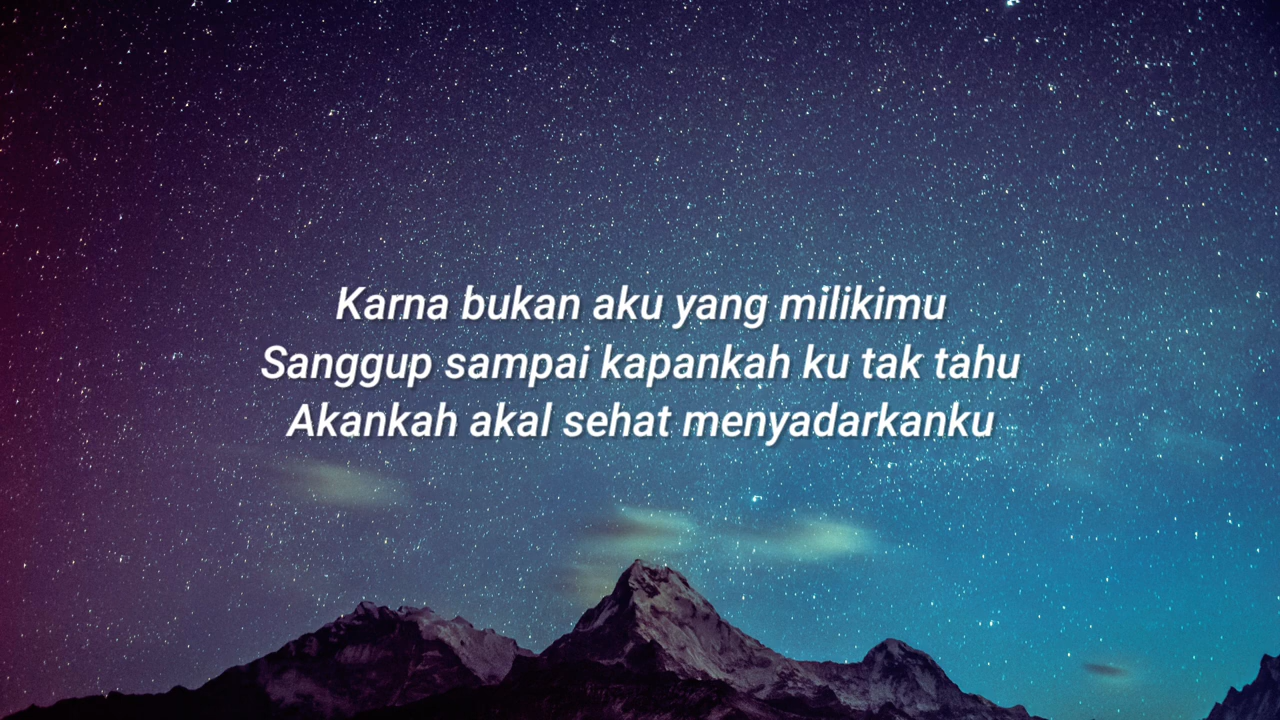 Karna bukan aku yang milikimu
Sanggup sampai kapankah ku tak tahu
Akankah akal sehat menyadarkanku